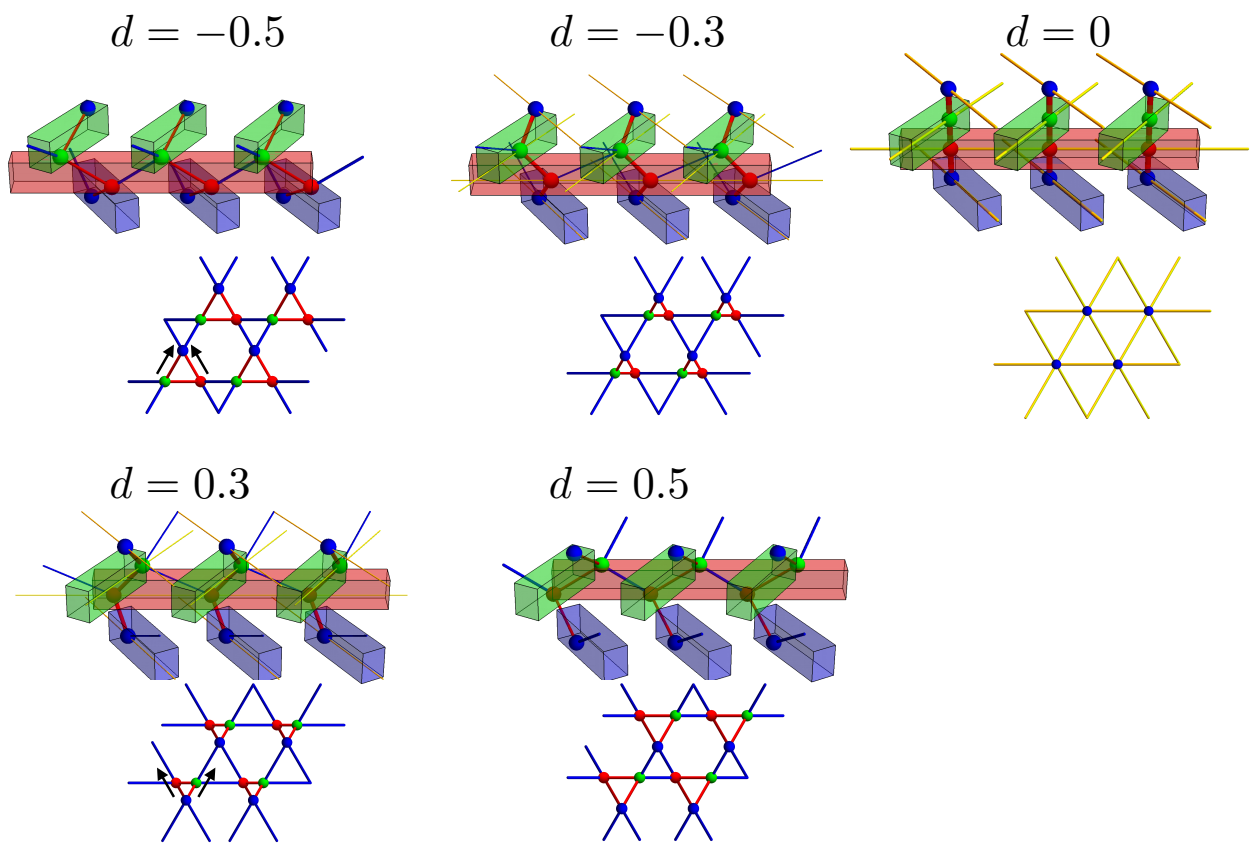 d = −0.5
d = −0.3
d = 0
d = 0.3
d = 0.5